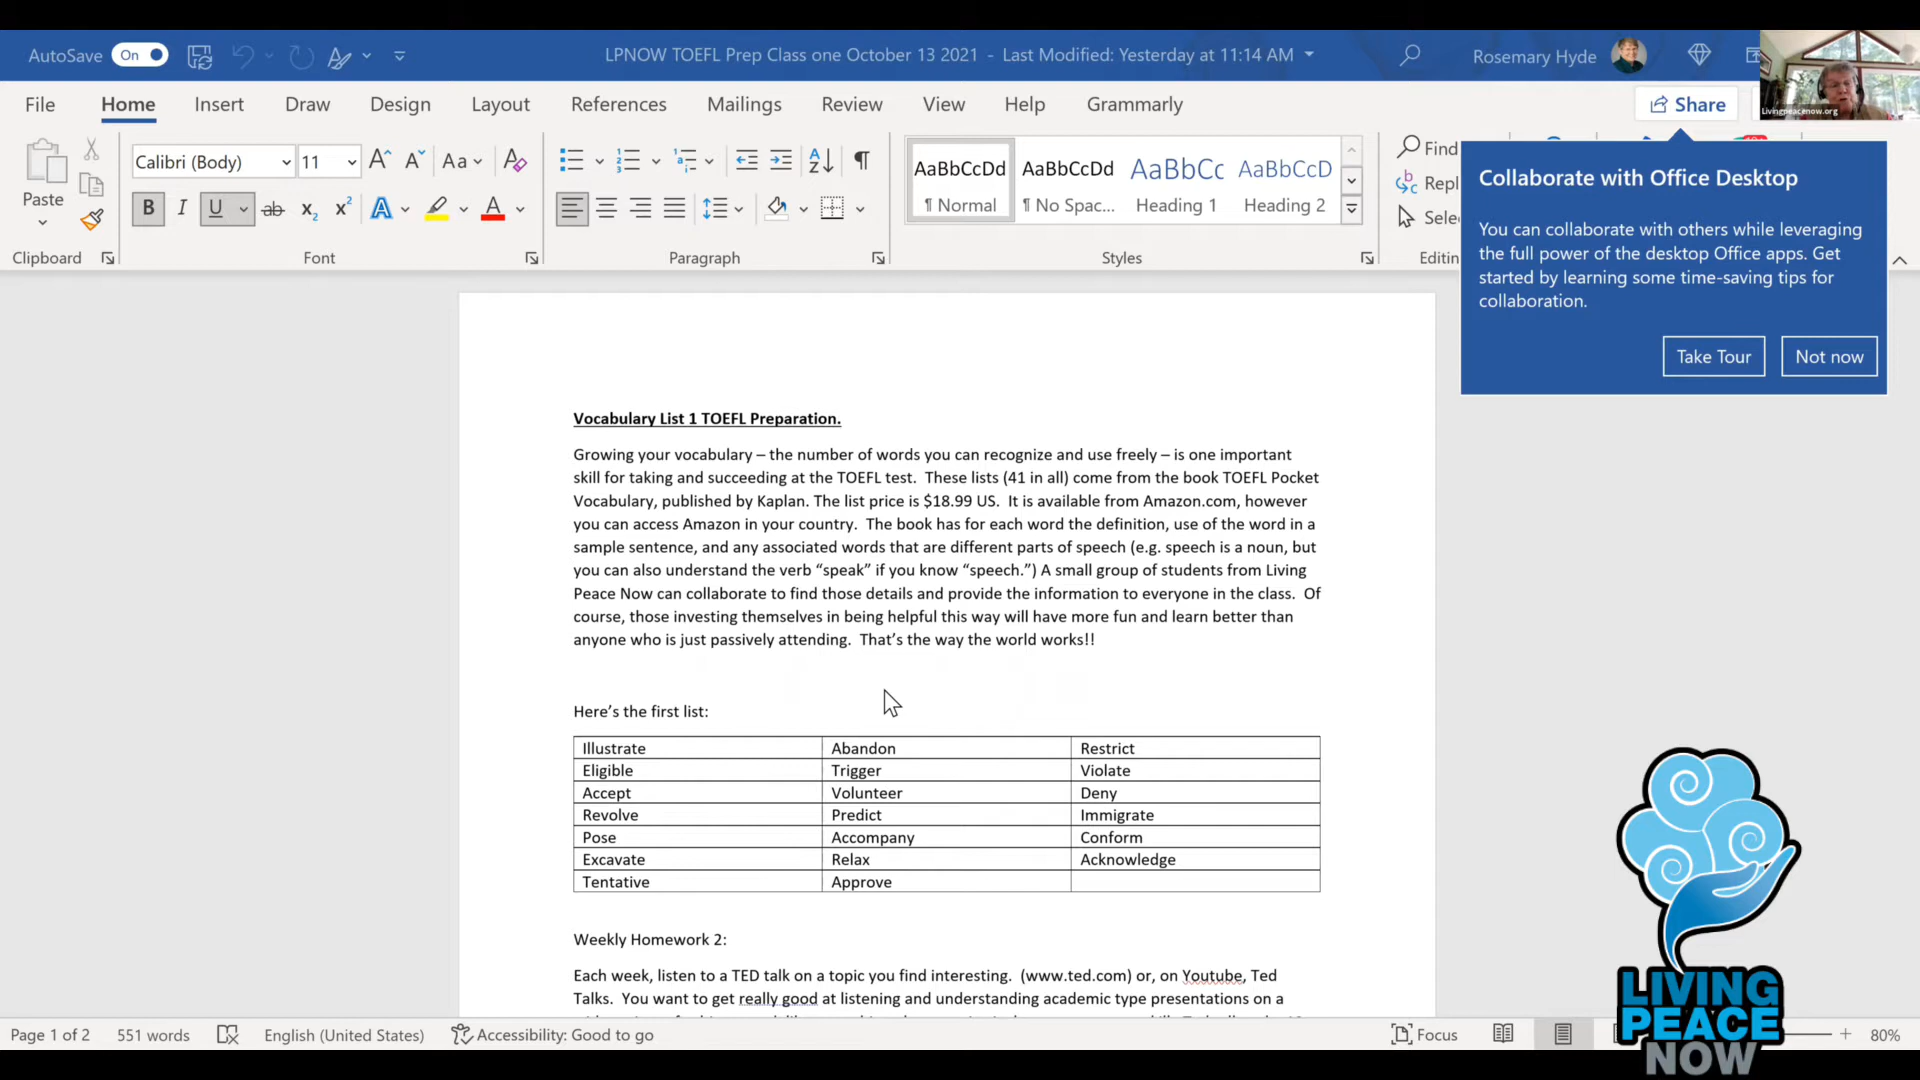 AutoSave On LPNOW TOEFL Prep Class one October 13 2021 - Last Modified: Yesterday at 11:14 AM Rosemary Hyde
Livingpeacenow.org
File Home Insert Draw Design Layout References Mailings Review View Help Grammarly Share
Paste Calibri (Body) 11 Aa AaBbCcDd AaBbCcDd AaBbCc AaBbCcD Find
¶ Normal ¶ No Spac... Heading 1 Heading 2 Repl
Sele
Clipboard Font Paragraph Styles Editin
Collaborate with Office Desktop
You can collaborate with others while leveraging
the full power of the desktop Office apps. Get
started by learning some time-saving tips for
collaboration.
Take Tour Not now
Vocabulary List 1 TOEFL Preparation.
Growing your vocabulary – the number of words you can recognize and use freely – is one important
skill for taking and succeeding at the TOEFL test. These lists (41 in all) come from the book TOEFL Pocket
Vocabulary, published by Kaplan. The list price is $18.99 US. It is available from Amazon.com, however
you can access Amazon in your country. The book has for each word the definition, use of the word in a
sample sentence, and any associated words that are different parts of speech (e.g. speech is a noun, but
you can also understand the verb “speak” if you know “speech.”) A small group of students from Living
Peace Now can collaborate to find those details and provide the information to everyone in the class. Of
course, those investing themselves in being helpful this way will have more fun and learn better than
anyone who is just passively attending. That’s the way the world works!!
Here’s the first list:
Illustrate Abandon Restrict
Eligible Trigger Violate
Accept Volunteer Deny
Revolve Predict Immigrate
Pose Accompany Conform
Excavate Relax Acknowledge
Tentative Approve
Weekly Homework 2:
Each week, listen to a TED talk on a topic you find interesting. (www.ted.com) or, on Youtube, Ted
Talks. You want to get really good at listening and understanding academic type presentations on a
LIVING
PEACE
NOW
Page 1 of 2 551 words English (United States) Accessibility: Good to go Focus 80%